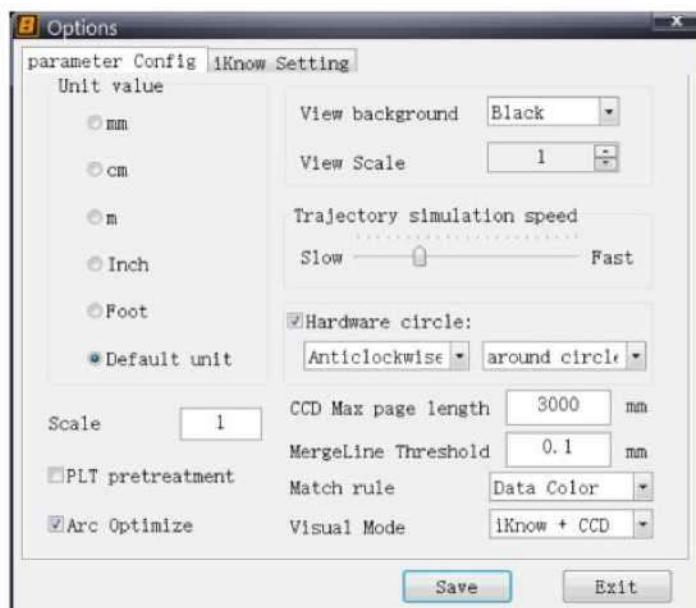 Options
parameter Config iKnow Setting
Unit value
mm
cm
m
Inch
Foot
Default unit
Scale 1
PLT pretreatment
Arc Optimize
View background Black
View Scale 1
Trajectory simulation speed
Slow Fast
Hardware circle:
Anticlockwise around circle
CCD Max page length 3000 mm
MergeLine Threshold 0.1 mm
Match rule Data Color
Visual Mode iKnow + CCD
Save Exit